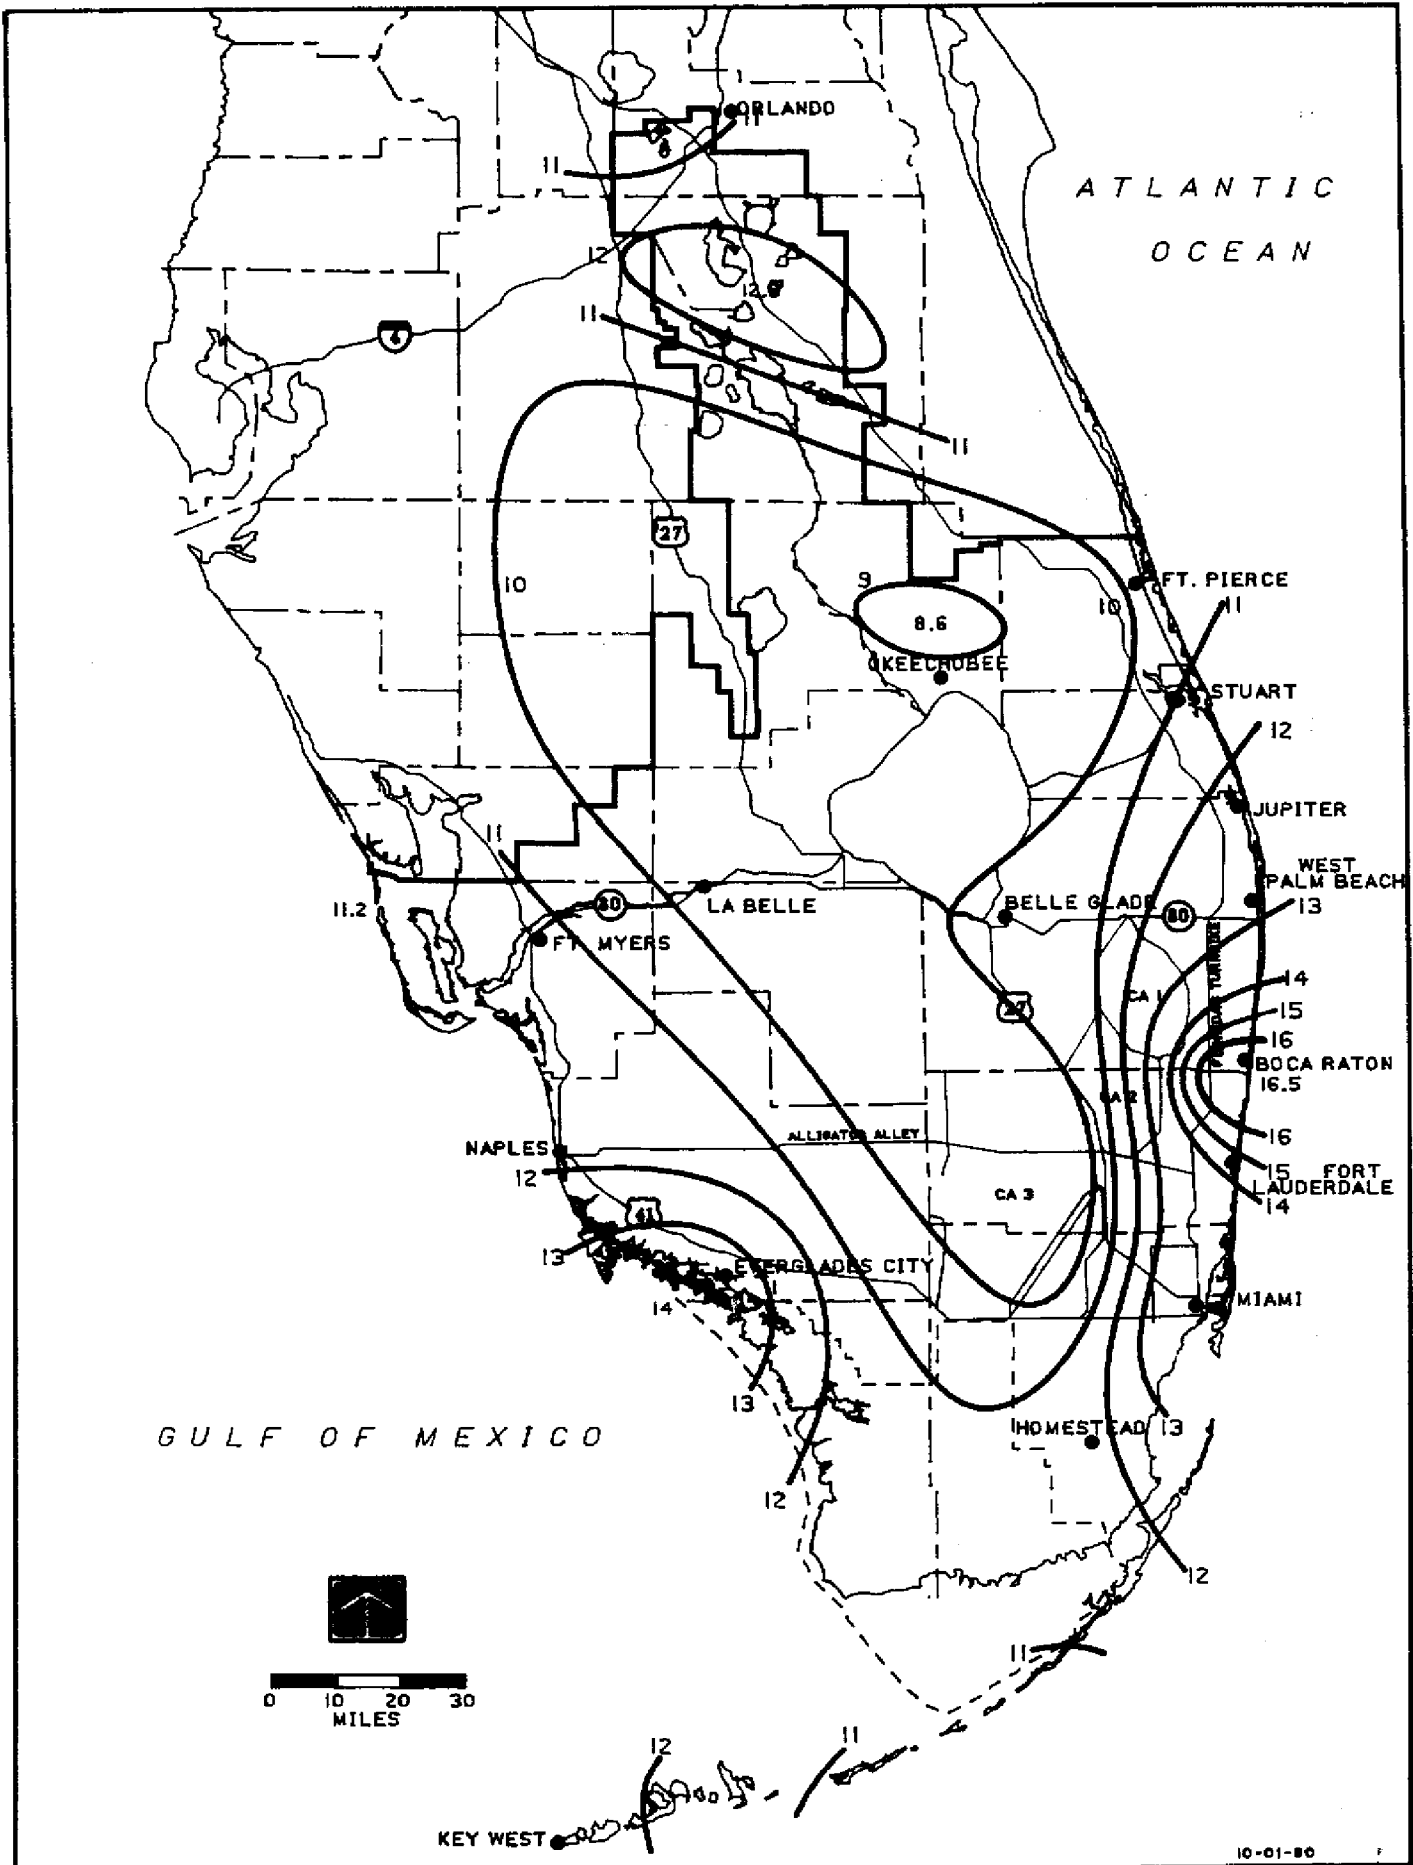 ORLANDO
11
11
ATLANTIC
OCEAN
12
11
4
11
27
10
9
FT. PIERCE
10
11
8.6
OKEECHOBEE
STUART
12
JUPITER
11
WEST
PALM BEACH
11.2
80
LA BELLE
BELLE GLADE
80
13
FT. MYERS
14
CA 1
27
15
16
BOCA RATON
16.5
CA 2
ALLIGATOR ALLEY
16
NAPLES
12
15
FORT
LAUDERDALE
CA 3
14
41
13
EVERGLADES CITY
14
MIAMI
13
HOMESTEAD
13
GULF OF MEXICO
12
12
11
0 10 20 30
MILES
12
11
KEY WEST
10-01-80